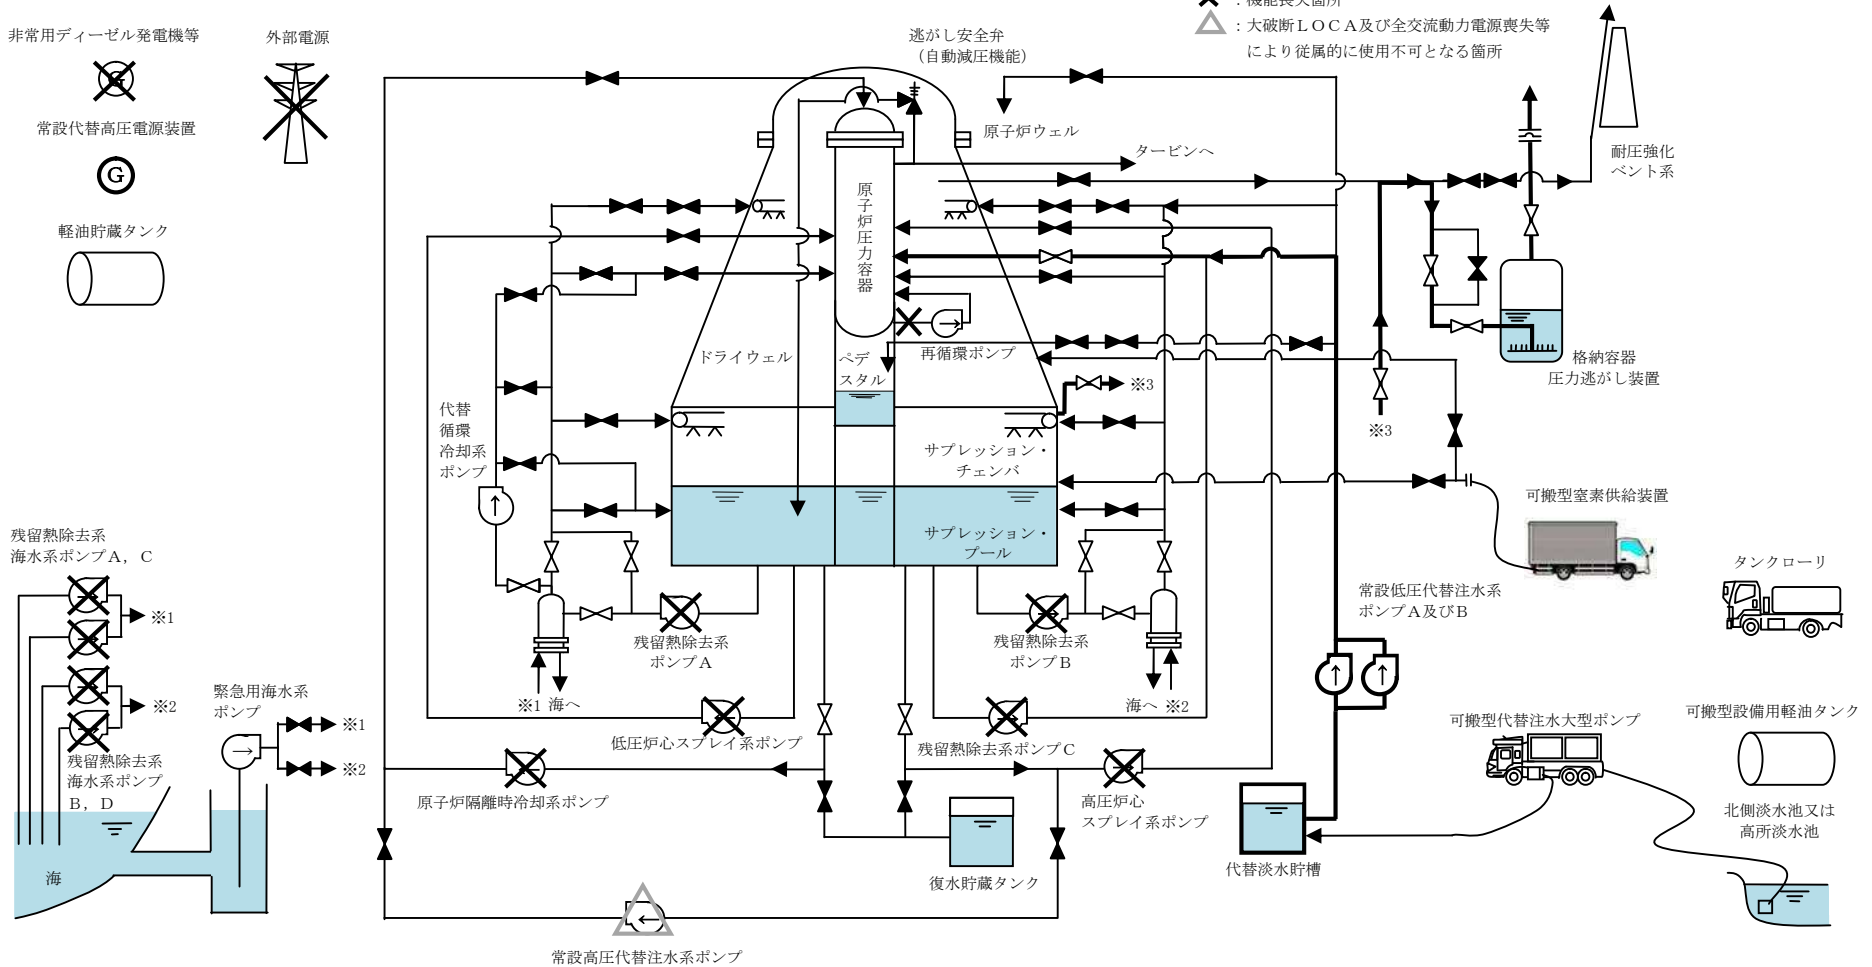 ：機能喪失箇所
：大破断ＬＯＣＡ及び全交流動力電源喪失等
により従属的に使用不可となる箇所
非常用ディーゼル発電機等
G
外部電源
常設代替高圧電源装置
G
軽油貯蔵タンク
逃がし安全弁
（自動減圧機能）
原子炉ウェル
タービンへ
耐圧強化
ベント系
原子炉圧力容器
ドライウェル
ペデ
スタル
再循環ポンプ
※3
※3
格納容器
圧力逃がし装置
代替
循環
冷却系
ポンプ
サプレッション・
チェンバ
サプレッション・
プール
可搬型窒素供給装置
タンクローリ
残留熱除去系
海水系ポンプＡ，Ｃ
※1
※2
残留熱除去系
海水系ポンプ
Ｂ，Ｄ
緊急用海水系
ポンプ
※1
※2
海
残留熱除去系
ポンプＡ
残留熱除去系
ポンプＢ
※1 海へ
海へ ※2
常設低圧代替注水系
ポンプＡ及びＢ
低圧炉心スプレイ系ポンプ
残留熱除去系ポンプＣ
原子炉隔離時冷却系ポンプ
高圧炉心
スプレイ系ポンプ
可搬型代替注水大型ポンプ
可搬型設備用軽油タンク
北側淡水池又は
高所淡水池
代替淡水貯槽
復水貯蔵タンク
常設高圧代替注水系ポンプ